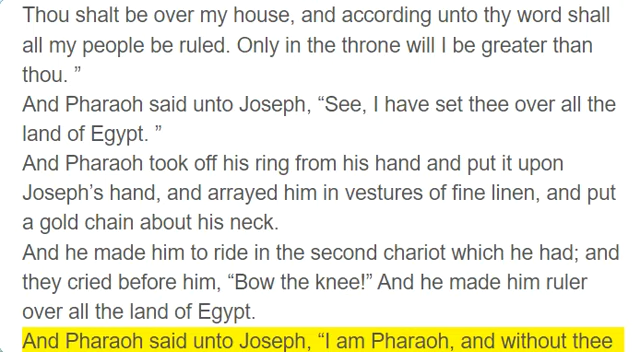 Thou shalt be over my house, and according unto thy word shall
all my people be ruled. Only in the throne will I be greater than
thou. ”
And Pharaoh said unto Joseph, “See, I have set thee over all the
land of Egypt. ”
And Pharaoh took off his ring from his hand and put it upon
Joseph’s hand, and arrayed him in vestures of fine linen, and put
a gold chain about his neck.
And he made him to ride in the second chariot which he had; and
they cried before him, “Bow the knee!” And he made him ruler
over all the land of Egypt.
And Pharaoh said unto Joseph, “I am Pharaoh, and without thee